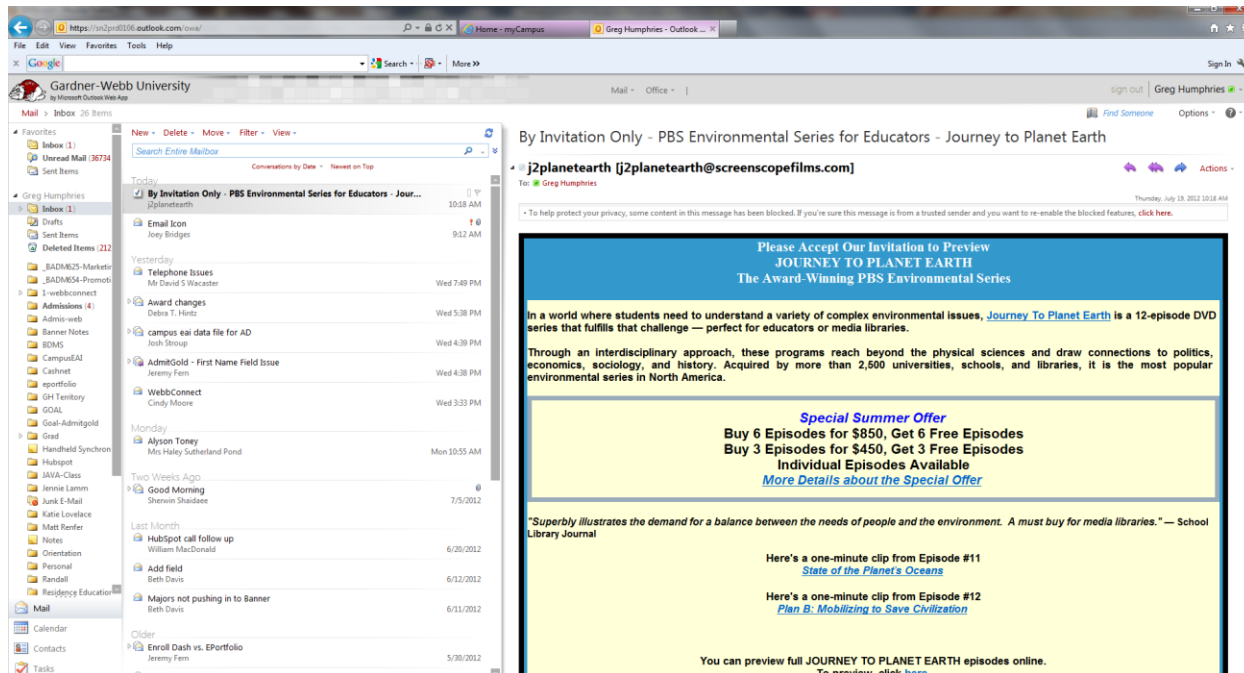 https://sn2prd0106.outlook.com/owa/
Home - myCampus
Greg Humphries - Outlook ...
File Edit View Favorites Tools Help
Google
Search
More »
Sign In
Gardner-Webb University
by Microsoft Outlook Web App
Mail
Office
sign out
Greg Humphries
Mail > Inbox 26 Items
Find Someone
Options
Favorites
Inbox (1)
Unread Mail (36734
Sent Items
Greg Humphries
Inbox (1)
Drafts
Sent Items
Deleted Items (212
_BADM625-Marketin
_BADM654-Promoti
1-webbconnect
Admissions (4)
Admis-web
Banner Notes
BDMS
CampusEAI
Cashnet
eportfolio
GH Territory
GOAL
Goal-Admitgold
Grad
Handheld Synchron
Hubspot
JAVA-Class
Jennie Lamm
Junk E-Mail
Katie Lovelace
Matt Renfer
Notes
Orientation
Personal
Randall
Residence Education
Mail
Calendar
Contacts
Tasks
New Delete Move Filter View
Search Entire Mailbox
Conversations by Date Newest on Top
Today
By Invitation Only - PBS Environmental Series for Educators - Jour...
j2planetearth 10:18 AM
Email Icon
Joey Bridges 9:12 AM
Yesterday
Telephone Issues
Mr David S Wacaster Wed 7:49 PM
Award changes
Debra T. Hintz Wed 5:38 PM
campus eai data file for AD
Josh Stroup Wed 4:39 PM
AdmitGold - First Name Field Issue
Jeremy Fern Wed 4:38 PM
WebbConnect
Cindy Moore Wed 3:33 PM
Monday
Alyson Toney
Mrs Haley Sutherland Pond Mon 10:55 AM
Two Weeks Ago
Good Morning
Sherwin Shaidaee 7/5/2012
Last Month
HubSpot call follow up
William MacDonald 6/20/2012
Add field
Beth Davis 6/12/2012
Majors not pushing in to Banner
Beth Davis 6/11/2012
Older
Enroll Dash vs. EPortfolio
Jeremy Fern 5/30/2012
By Invitation Only - PBS Environmental Series for Educators - Journey to Planet Earth
j2planetearth [j2planetearth@screenscopefilms.com]
Actions
To: Greg Humphries
Thursday, July 19, 2012 10:18 AM
• To help protect your privacy, some content in this message has been blocked. If you're sure this message is from a trusted sender and you want to re-enable the blocked features, click here.
Please Accept Our Invitation to Preview
JOURNEY TO PLANET EARTH
The Award-Winning PBS Environmental Series
In a world where students need to understand a variety of complex environmental issues, Journey To Planet Earth is a 12-episode DVD
series that fulfills that challenge — perfect for educators or media libraries.
Through an interdisciplinary approach, these programs reach beyond the physical sciences and draw connections to politics,
economics, sociology, and history. Acquired by more than 2,500 universities, schools, and libraries, it is the most popular
environmental series in North America.
Special Summer Offer
Buy 6 Episodes for $850, Get 6 Free Episodes
Buy 3 Episodes for $450, Get 3 Free Episodes
Individual Episodes Available
More Details about the Special Offer
"Superbly illustrates the demand for a balance between the needs of people and the environment. A must buy for media libraries." — School
Library Journal
Here's a one-minute clip from Episode #11
State of the Planet's Oceans
Here's a one-minute clip from Episode #12
Plan B: Mobilizing to Save Civilization
You can preview full JOURNEY TO PLANET EARTH episodes online.
To preview, click here